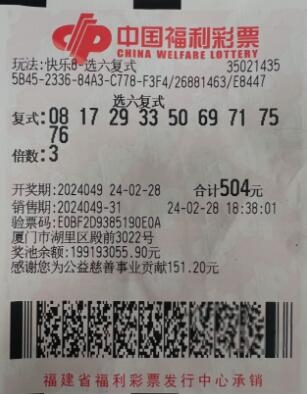 中国福利彩票
CHINA WELFARE LOTTERY
玩法:快乐8-选六复式 35021435
5B45-2336-84A3-C778-F3F4/26881463/E8447
选六复式
复式:08 17 29 33 50 69 71 75
76
倍数:3
开奖期:2024049 24-02-28 合计504元
销售期:2024049-31 24-02-28 18:38:01
验票码:E0BF2D9385190E0A
厦门市湖里区殿前3022号
奖池余额:199193055.90元
感谢您为公益慈善事业贡献151.20元
福建省福利彩票发行中心承销